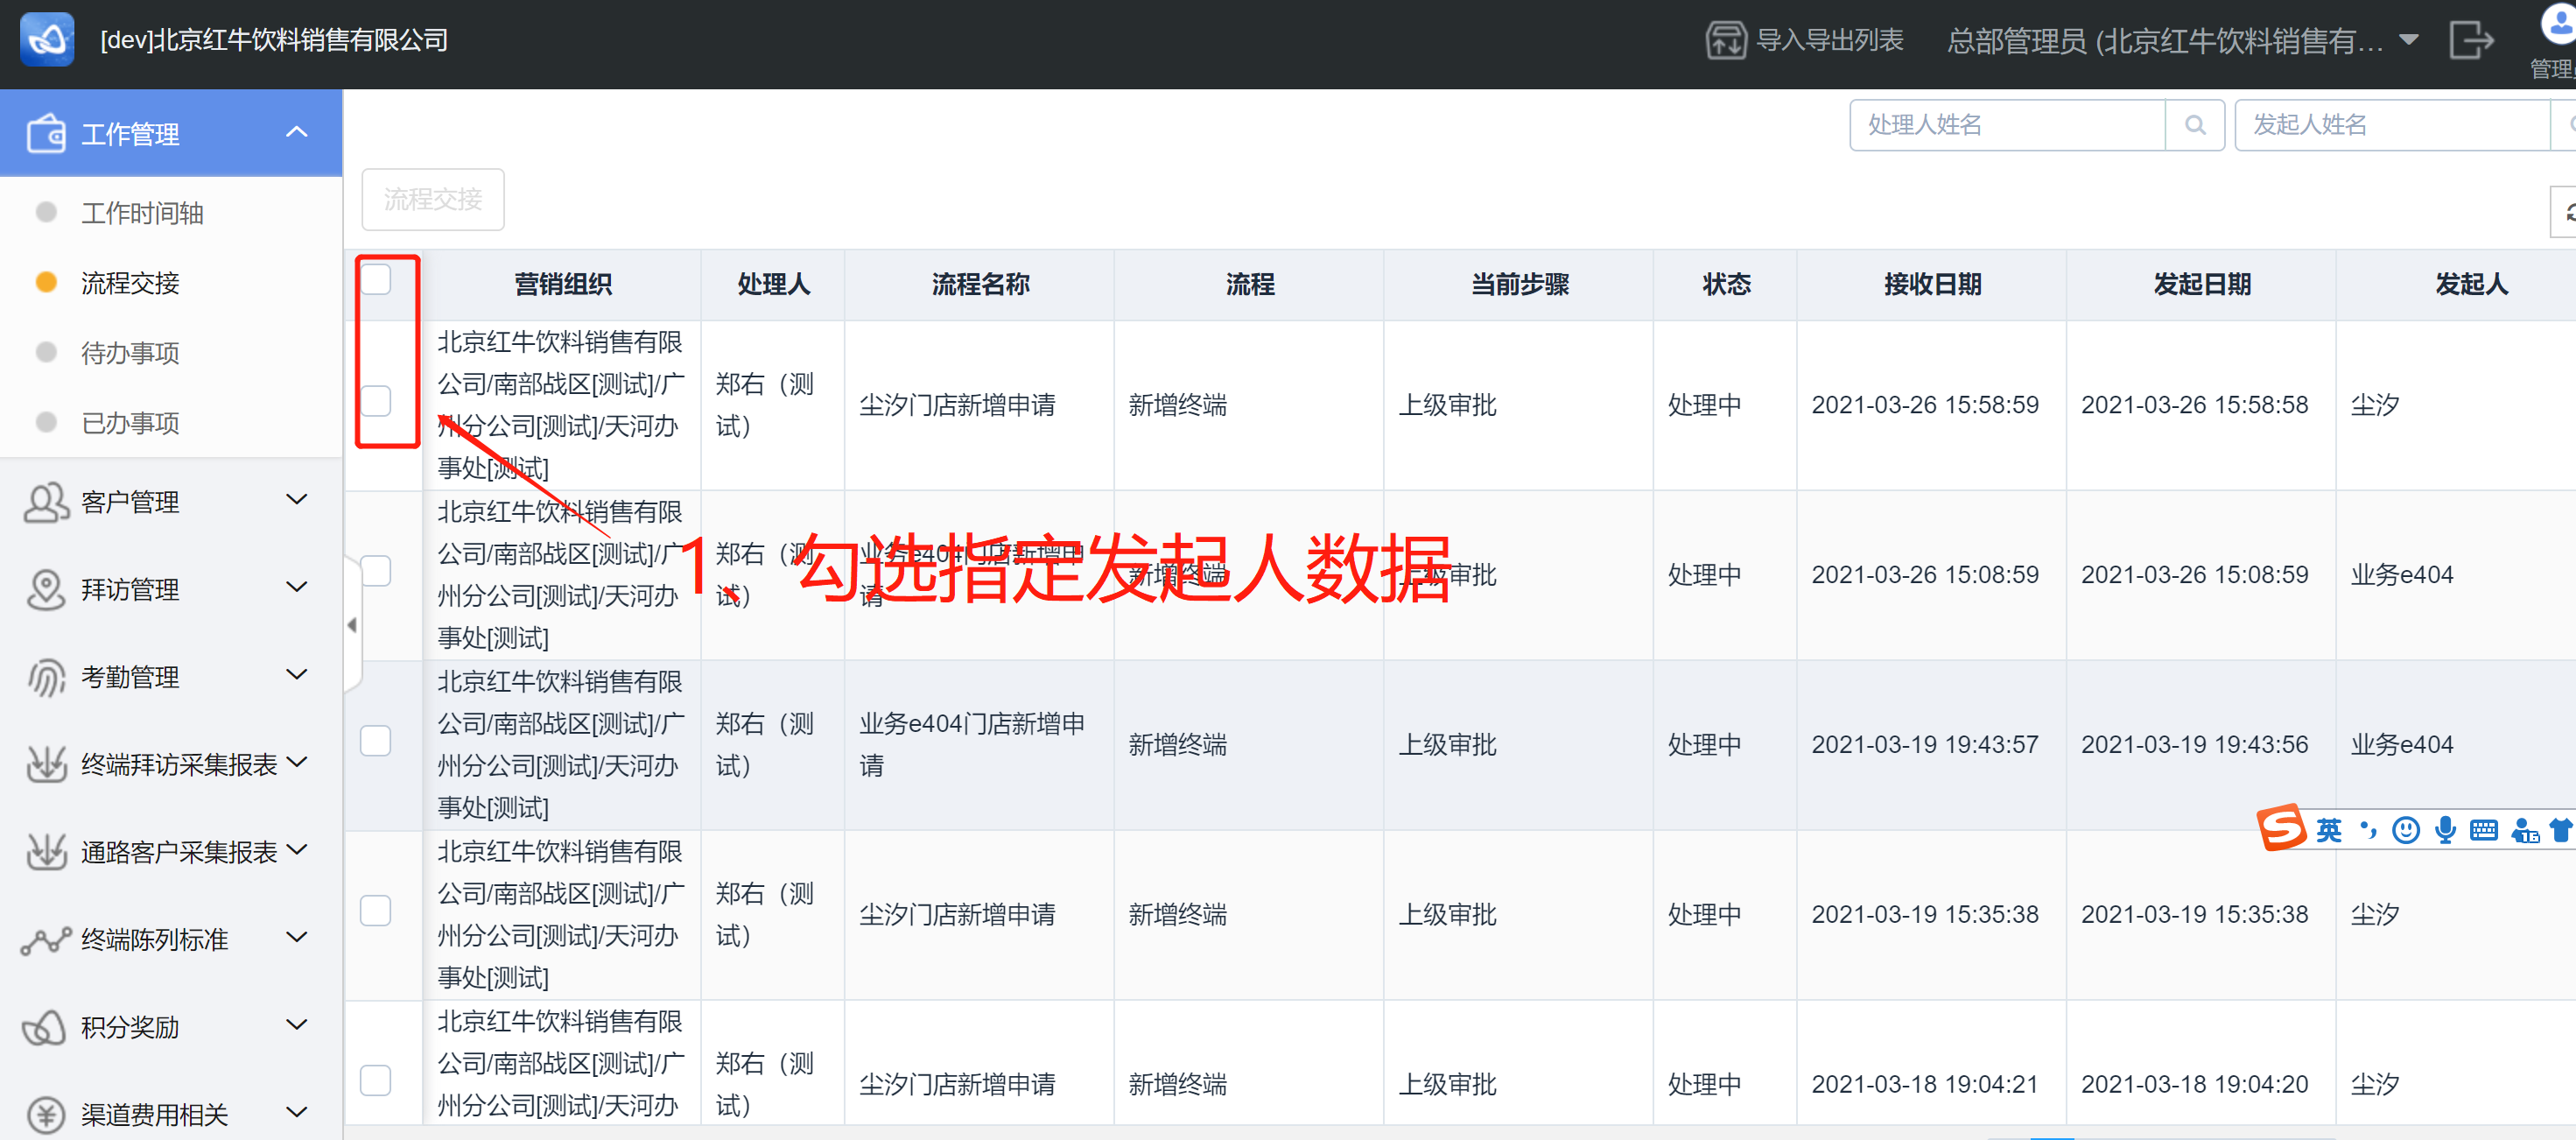 [dev]北京红牛饮料销售有限公司
导入导出列表
总部管理员 (北京红牛饮料销售有…
管理
工作管理
工作时间轴
流程交接
待办事项
已办事项
客户管理
拜访管理
考勤管理
终端拜访采集报表
通路客户采集报表
终端陈列标准
积分奖励
渠道费用相关
处理人姓名
发起人姓名
流程交接
营销组织 处理人 流程名称 流程 当前步骤 状态 接收日期 发起日期 发起人
北京红牛饮料销售有限
公司/南部战区[测试]/广
州分公司[测试]/天河办
事处[测试]
郑右（测
试）
尘汐门店新增申请 新增终端 上级审批 处理中 2021-03-26 15:58:59 2021-03-26 15:58:58 尘汐
北京红牛饮料销售有限
公司/南部战区[测试]/广
州分公司[测试]/天河办
事处[测试]
郑右（测
试）
业务e404门店新增申
请
新增终端 上级审批 处理中 2021-03-26 15:08:59 2021-03-26 15:08:59 业务e404
1、勾选指定发起人数据
北京红牛饮料销售有限
公司/南部战区[测试]/广
州分公司[测试]/天河办
事处[测试]
郑右（测
试）
业务e404门店新增申
请
新增终端 上级审批 处理中 2021-03-19 19:43:57 2021-03-19 19:43:56 业务e404
英
北京红牛饮料销售有限
公司/南部战区[测试]/广
州分公司[测试]/天河办
事处[测试]
郑右（测
试）
尘汐门店新增申请 新增终端 上级审批 处理中 2021-03-19 15:35:38 2021-03-19 15:35:38 尘汐
北京红牛饮料销售有限
公司/南部战区[测试]/广
州分公司[测试]/天河办
郑右（测
试）
尘汐门店新增申请 新增终端 上级审批 处理中 2021-03-18 19:04:21 2021-03-18 19:04:20 尘汐